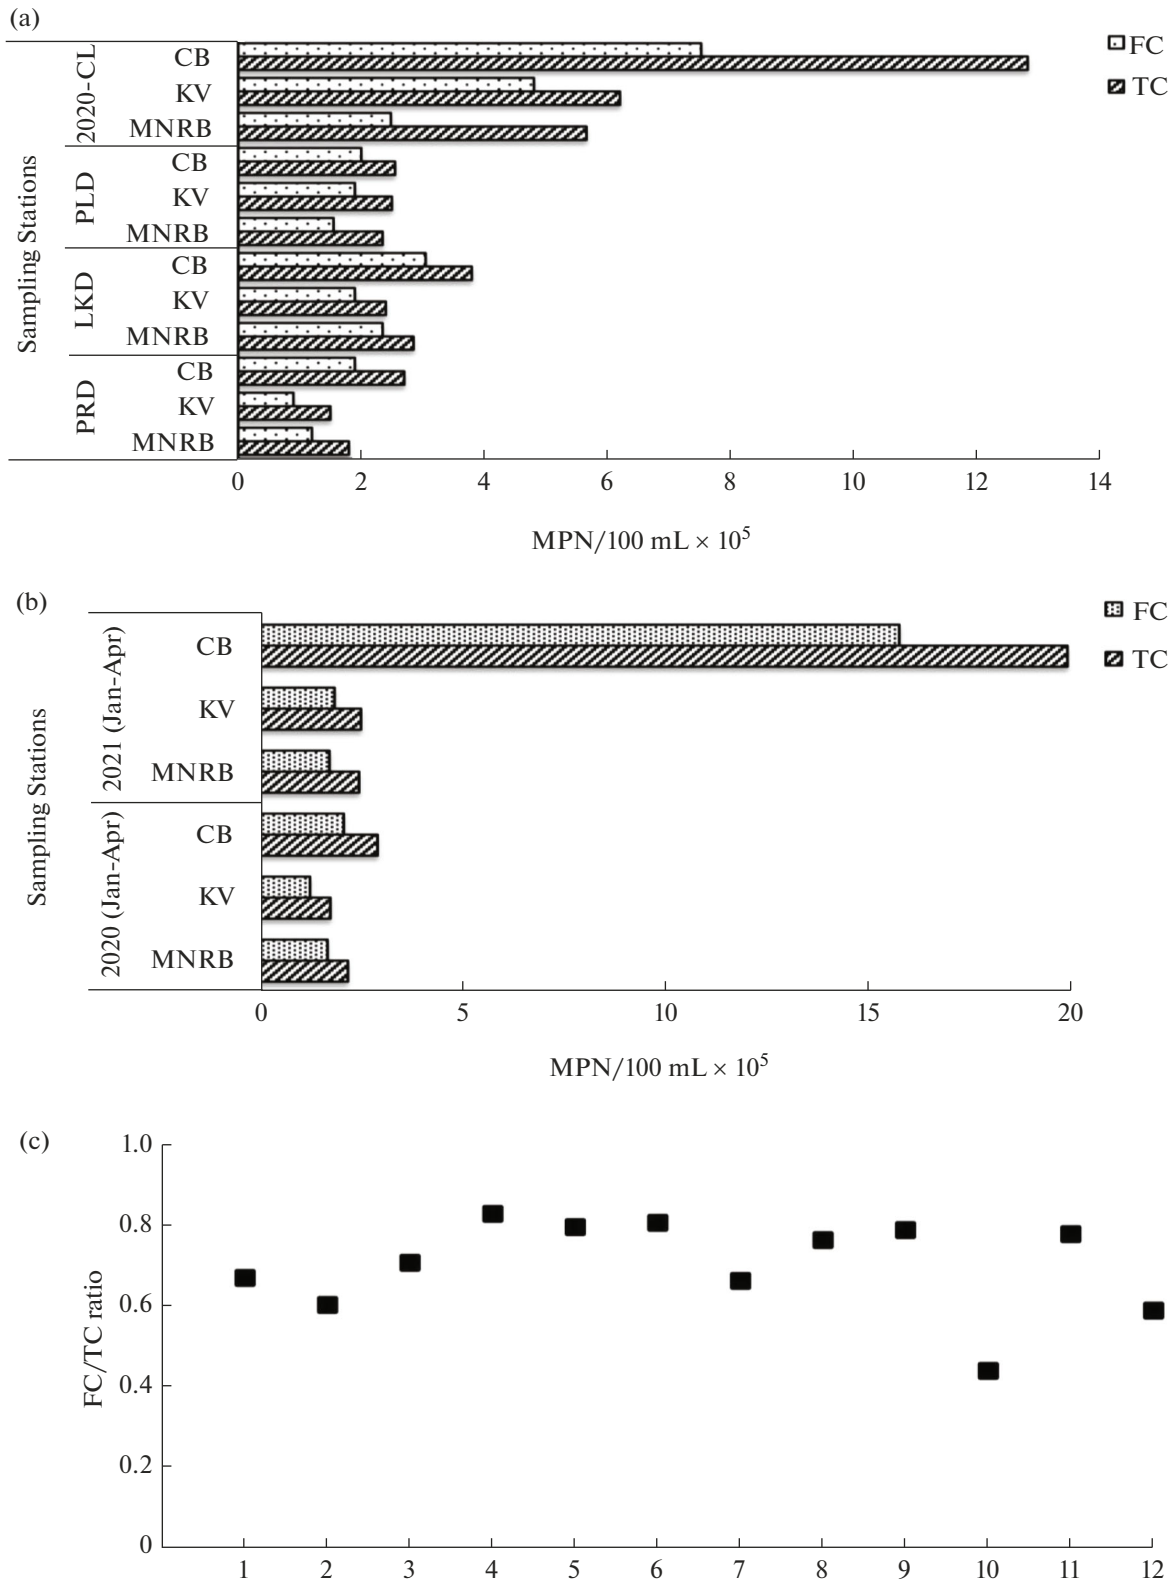 (a)
FC
TC
Sampling Stations
2020-CL
CB
KV
MNRB
PLD
CB
KV
MNRB
LKD
CB
KV
MNRB
PRD
CB
KV
MNRB
0 2 4 6 8 10 12 14
MPN/100 mL × 10⁵
(b)
FC
TC
Sampling Stations
2021 (Jan-Apr)
CB
KV
MNRB
2020 (Jan-Apr)
CB
KV
MNRB
0 5 10 15 20
MPN/100 mL × 10⁵
(c)
FC/TC ratio
1.0
0.8
0.6
0.4
0.2
0
1 2 3 4 5 6 7 8 9 10 11 12